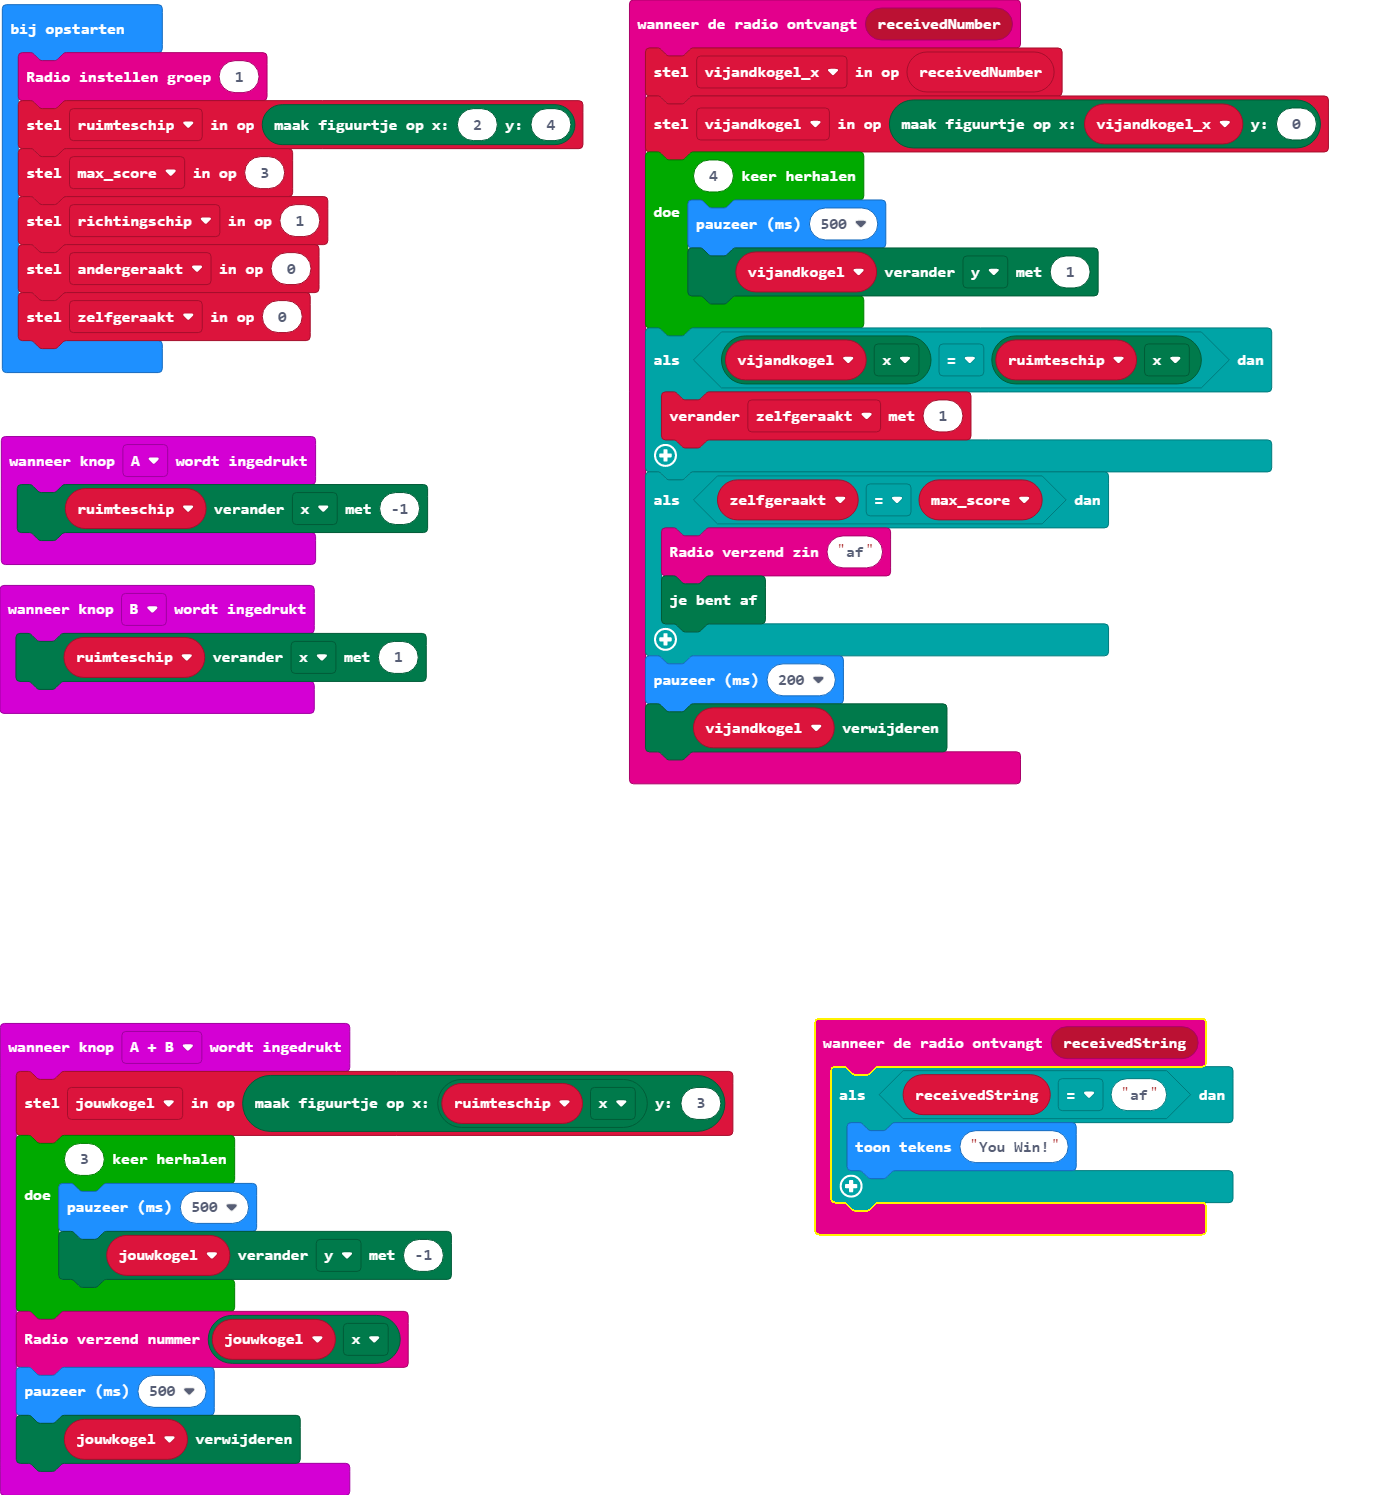 bij opstarten
Radio instellen groep 1
stel ruimteschip in op maak figuurtje op x: 2 y: 4
stel max_score in op 3
stel richtingschip in op 1
stel andergeraakt in op 0
stel zelfgeraakt in op 0
wanneer knop A wordt ingedrukt
ruimteschip verander x met -1
wanneer knop B wordt ingedrukt
ruimteschip verander x met 1
wanneer de radio ontvangt receivedNumber
stel vijandkogel_x in op receivedNumber
stel vijandkogel in op maak figuurtje op x: vijandkogel_x y: 0
4 keer herhalen
doe
pauzeer (ms) 500
vijandkogel verander y met 1
als vijandkogel x = ruimteschip x dan
verander zelfgeraakt met 1
als zelfgeraakt = max_score dan
Radio verzend zin "af"
je bent af
pauzeer (ms) 200
vijandkogel verwijderen
wanneer knop A + B wordt ingedrukt
stel jouwkogel in op maak figuurtje op x: ruimteschip x y: 3
3 keer herhalen
doe
pauzeer (ms) 500
jouwkogel verander y met -1
Radio verzend nummer jouwkogel x
pauzeer (ms) 500
jouwkogel verwijderen
wanneer de radio ontvangt receivedString
als receivedString = "af" dan
toon tekens "You Win!"